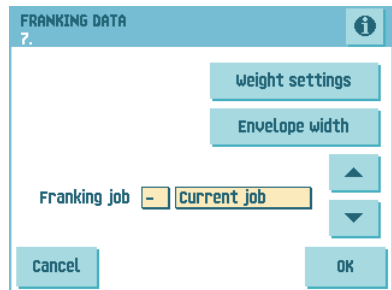 FRANKING DATA
7.
Weight settings
Envelope width
Franking job - Current job
Cancel OK